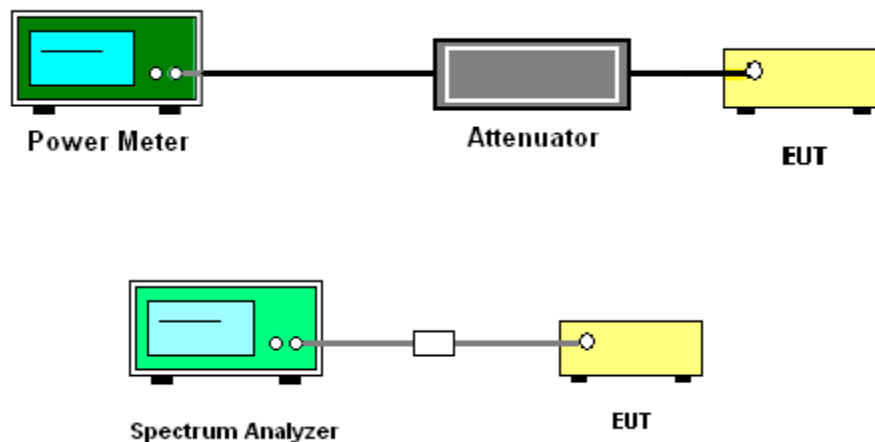 Power Meter
Attenuator
EUT
Spectrum Analyzer
EUT